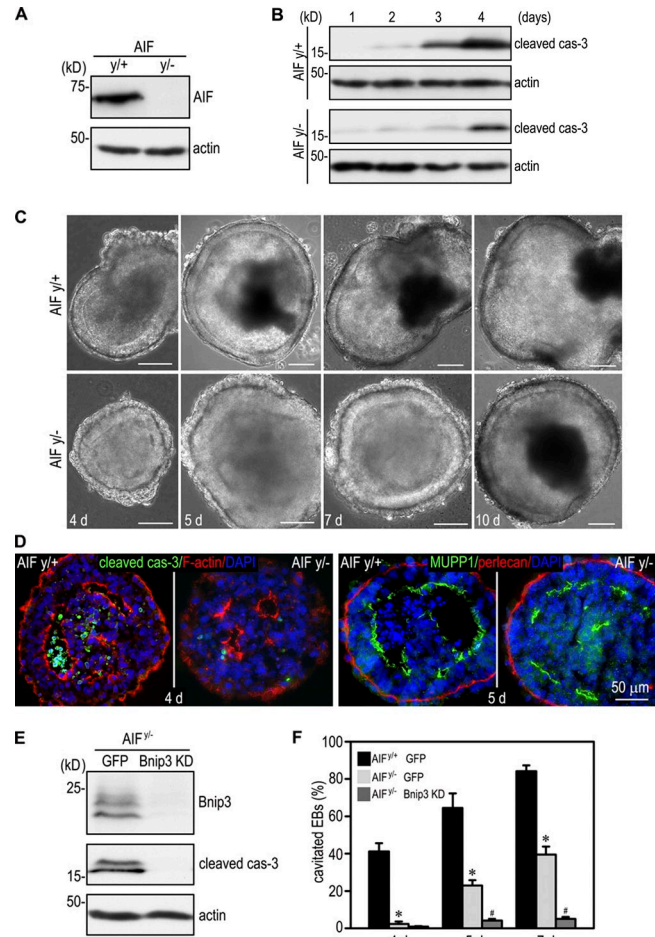 A
AIF
(kD) y/+ y/-
75-
AIF
50-
actin
B
(kD) 1 2 3 4 (days)
AIF y/+
15-
cleaved cas-3
50-
actin
AIF y/-
15-
cleaved cas-3
50-
actin
C
AIF y/+
AIF y/-
4 d 5 d 7 d 10 d
D
AIF y/+ cleaved cas-3/F-actin/DAPI AIF y/-
4 d
AIF y/+ MUPP1/perlecan/DAPI AIF y/-
5 d
50 μm
E
AIF y/-
(kD) GFP Bnip3 KD
25-
Bnip3
15-
cleaved cas-3
50-
actin
F
cavitated EBs (%)
100
80
60
40
20
0
AIF y/+ GFP
AIF y/- GFP
AIF y/- Bnip3 KD
* * *
# #